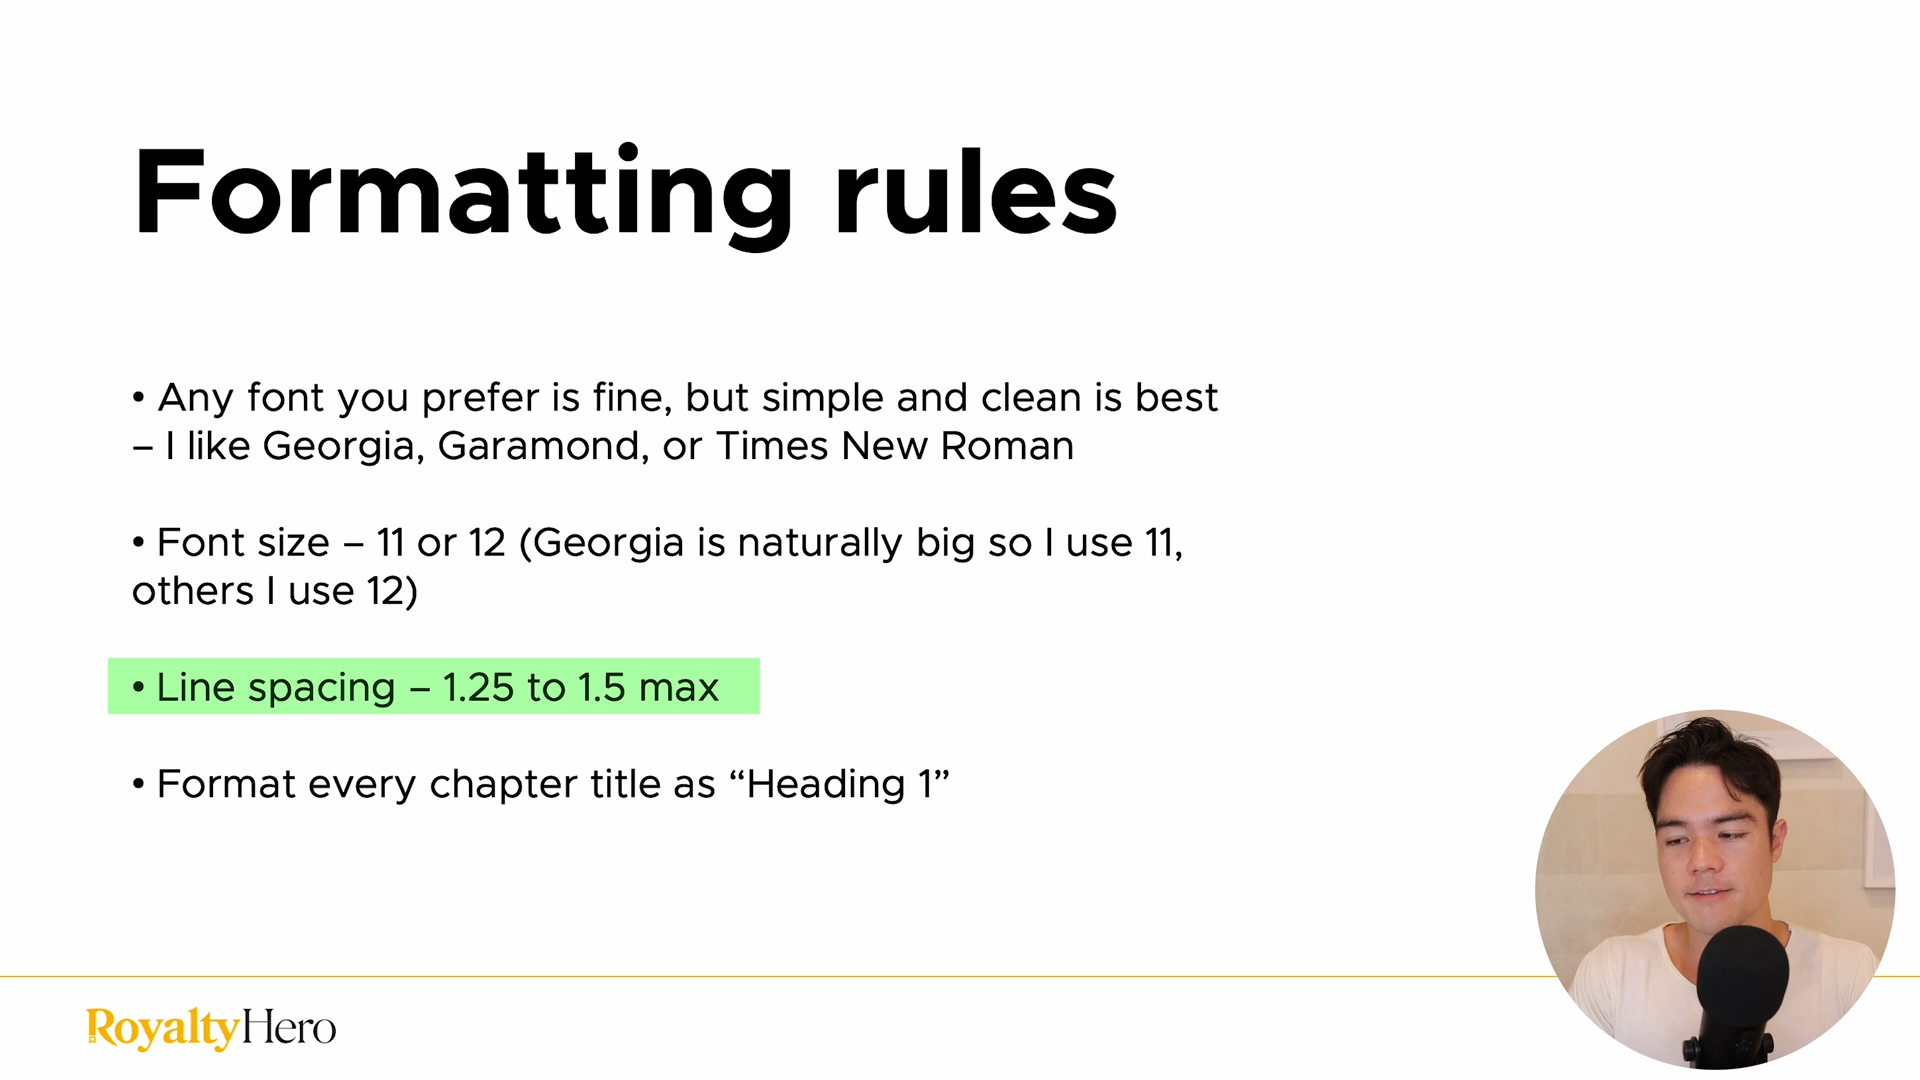 Formatting rules
• Any font you prefer is fine, but simple and clean is best
– I like Georgia, Garamond, or Times New Roman
• Font size – 11 or 12 (Georgia is naturally big so I use 11,
others I use 12)
• Line spacing – 1.25 to 1.5 max
• Format every chapter title as “Heading 1”
RoyaltyHero